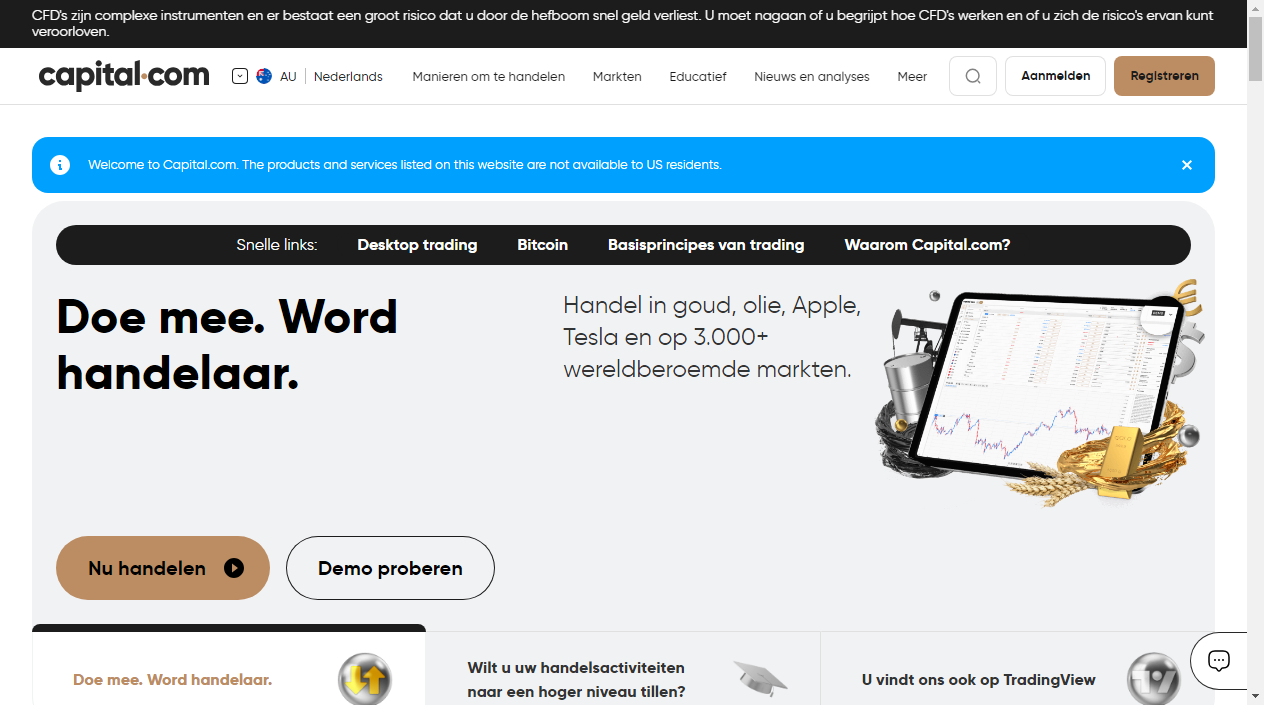 CFD's zijn complexe instrumenten en er bestaat een groot risico dat u door de hefboom snel geld verliest. U moet nagaan of u begrijpt hoe CFD's werken en of u zich de risico's ervan kunt
veroorloven.
capital.com
AU Nederlands
Manieren om te handelen
Markten
Educatief
Nieuws en analyses
Meer
Aanmelden
Registreren
Welcome to Capital.com. The products and services listed on this website are not available to US residents.
Snelle links: Desktop trading Bitcoin Basisprincipes van trading Waarom Capital.com?
Doe mee. Word
handelaar.
Handel in goud, olie, Apple,
Tesla en op 3.000+
wereldberoemde markten.
Nu handelen
Demo proberen
Doe mee. Word handelaar.
Wilt u uw handelsactiviteiten
naar een hoger niveau tillen?
U vindt ons ook op TradingView